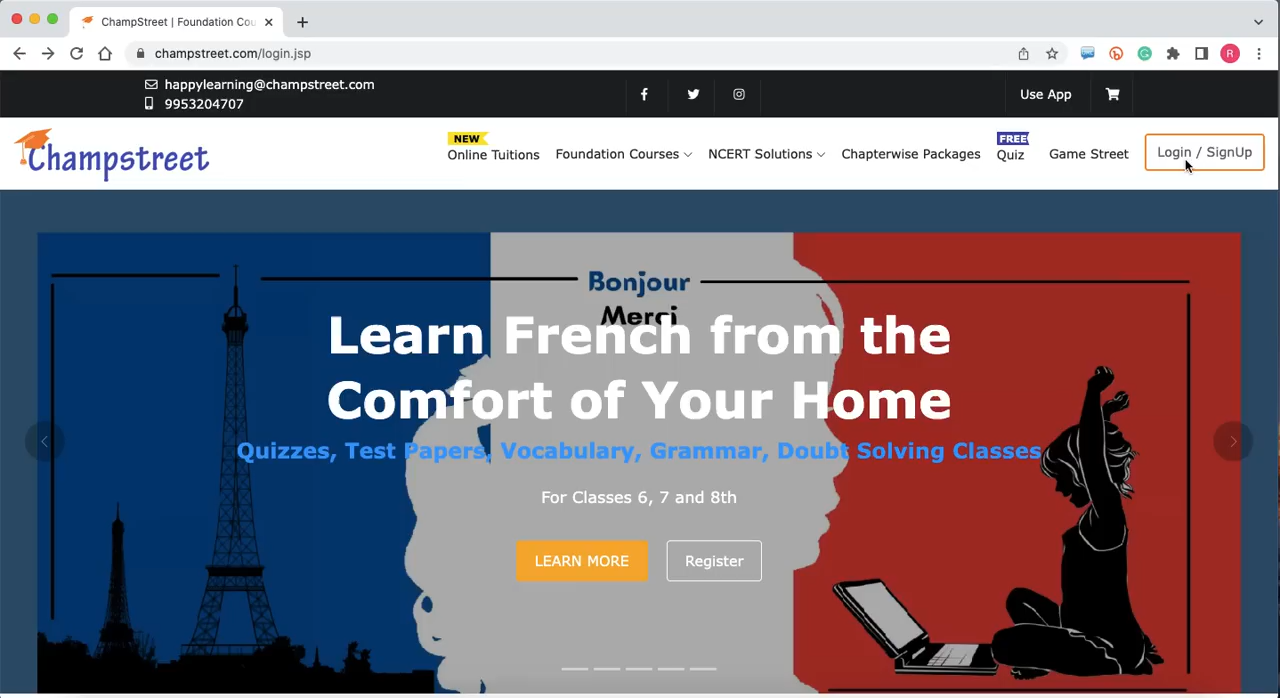 ChampStreet | Foundation Cou
champstreet.com/login.jsp
R
happylearning@champstreet.com
9953204707
Use App
Champstreet
NEW
Online Tuitions
Foundation Courses
NCERT Solutions
Chapterwise Packages
FREE
Quiz
Game Street
Login / SignUp
Bonjour
Merci
Learn French from the
Comfort of Your Home
Quizzes, Test Papers, Vocabulary, Grammar, Doubt Solving Classes
For Classes 6, 7 and 8th
LEARN MORE
Register